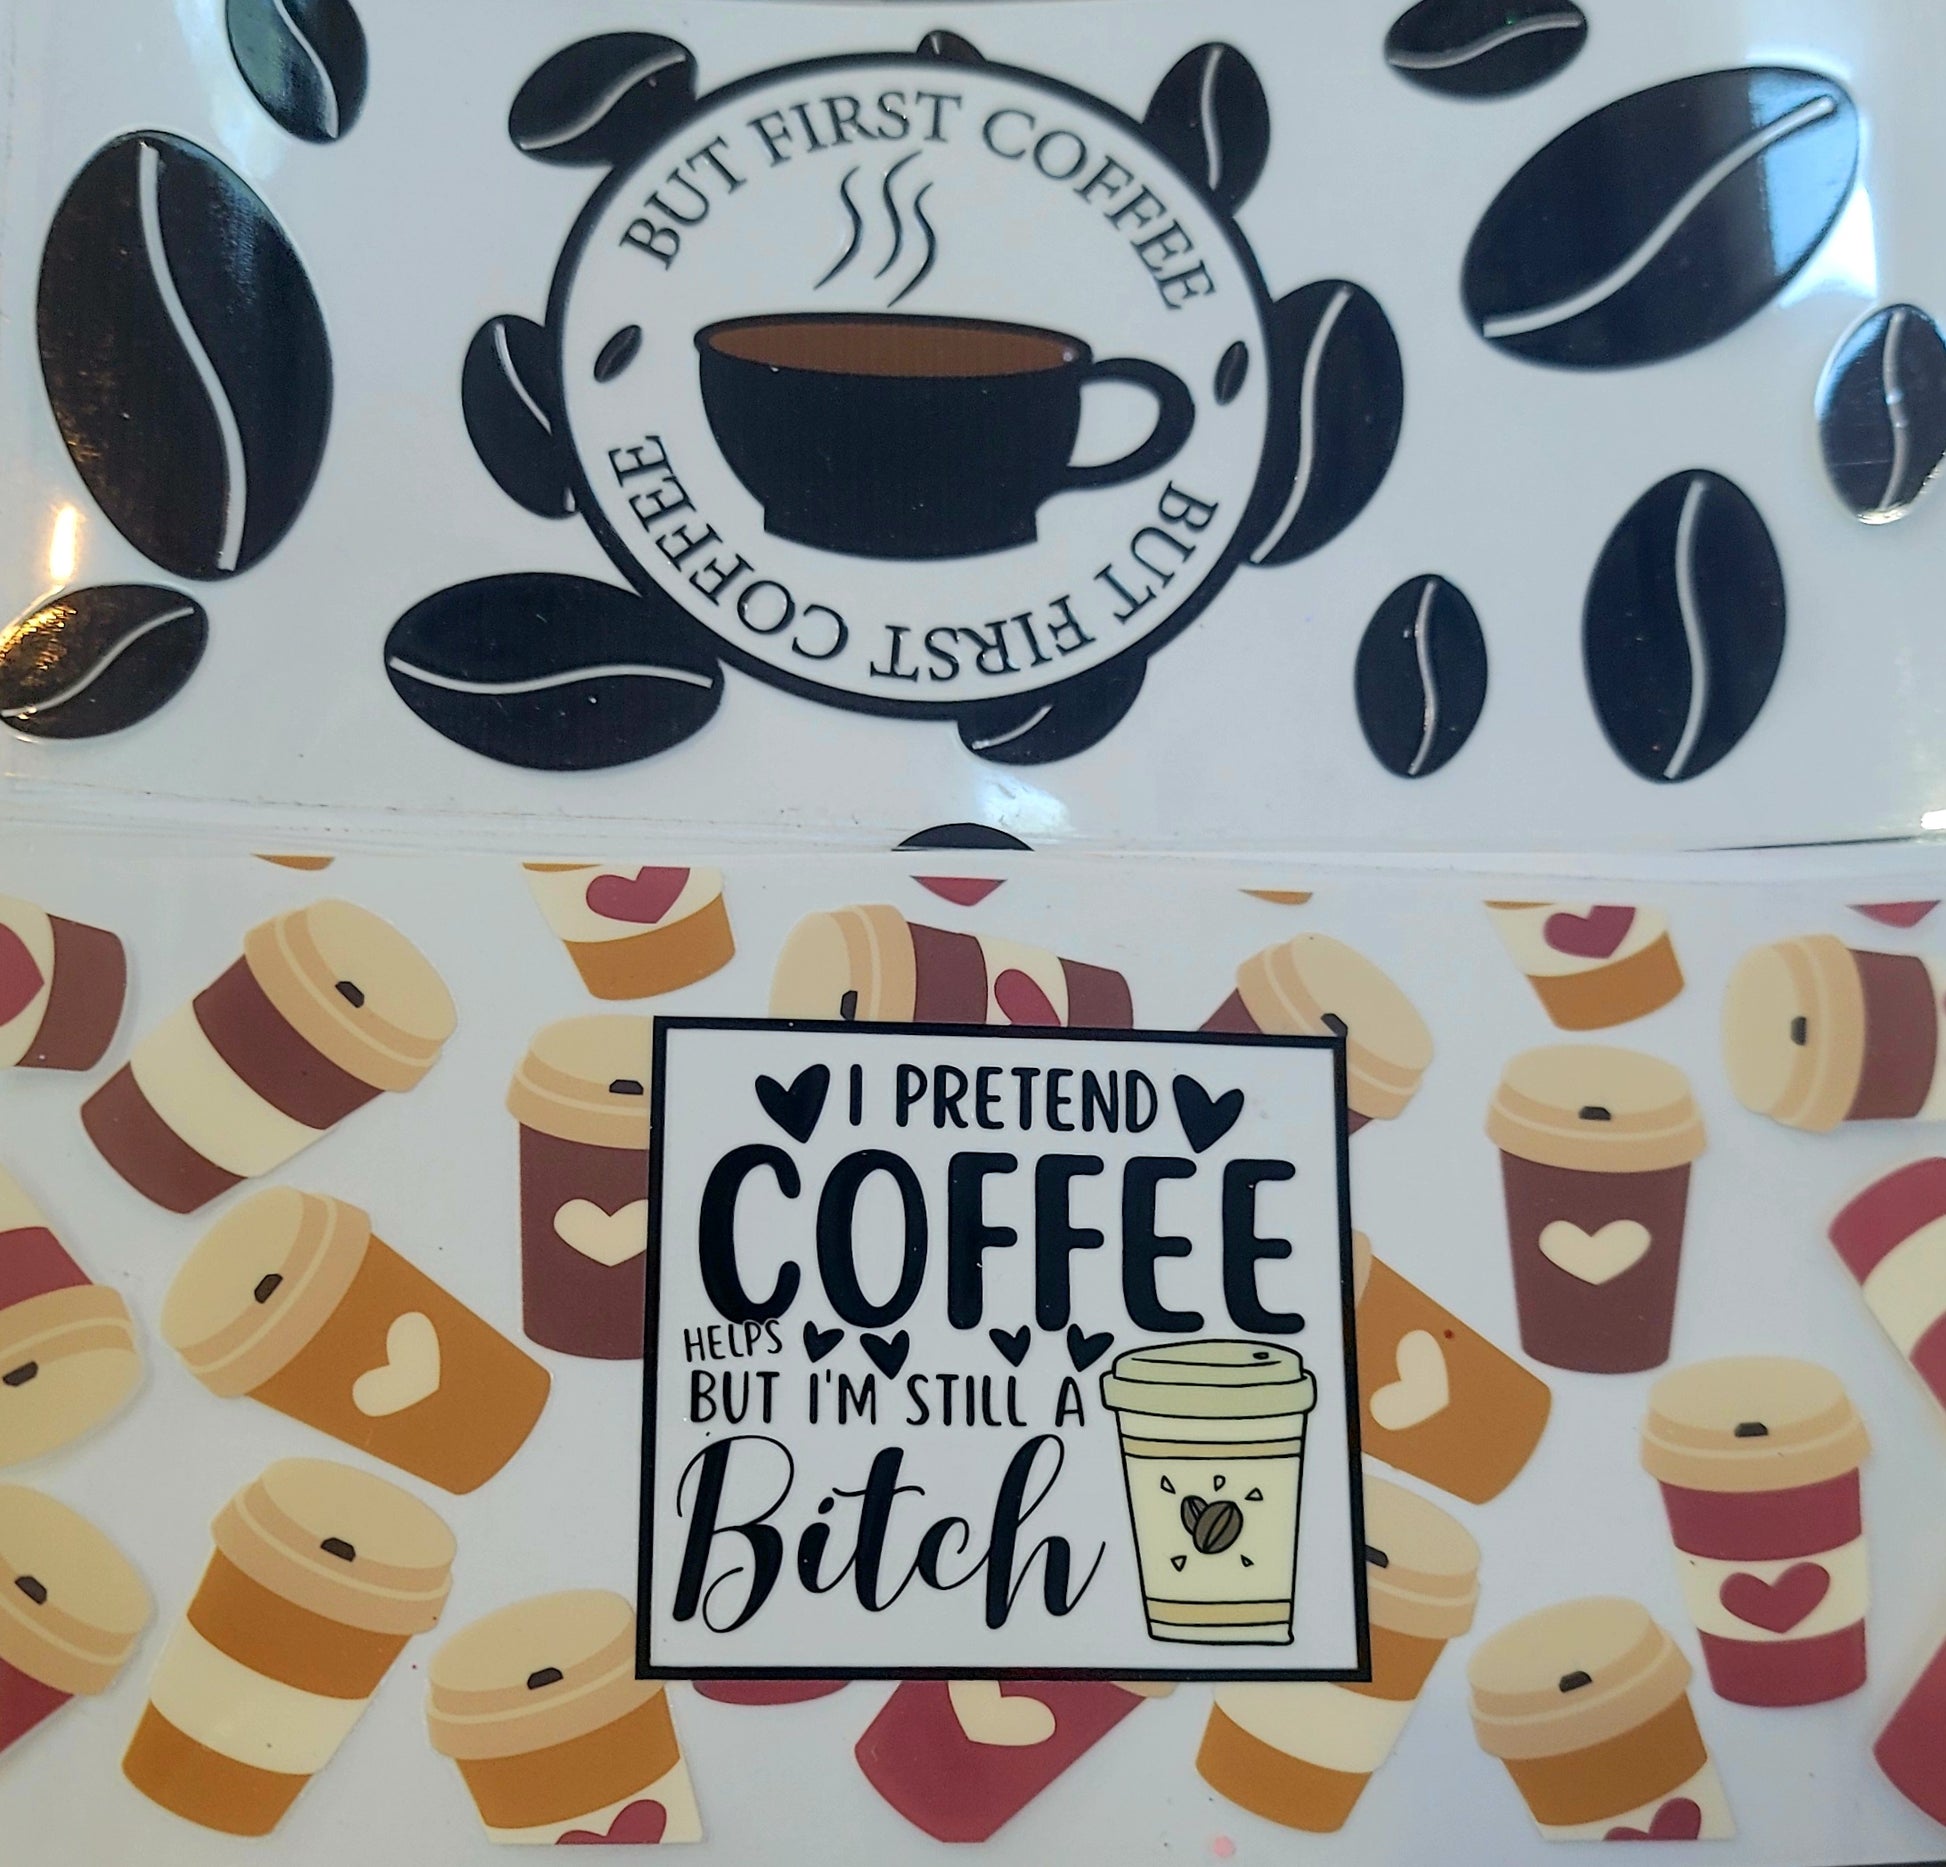 BUT FIRST COFFEE
BUT FIRST COFFEE
I PRETEND
COFFEE
HELPS
BUT I'M STILL A
Bitch